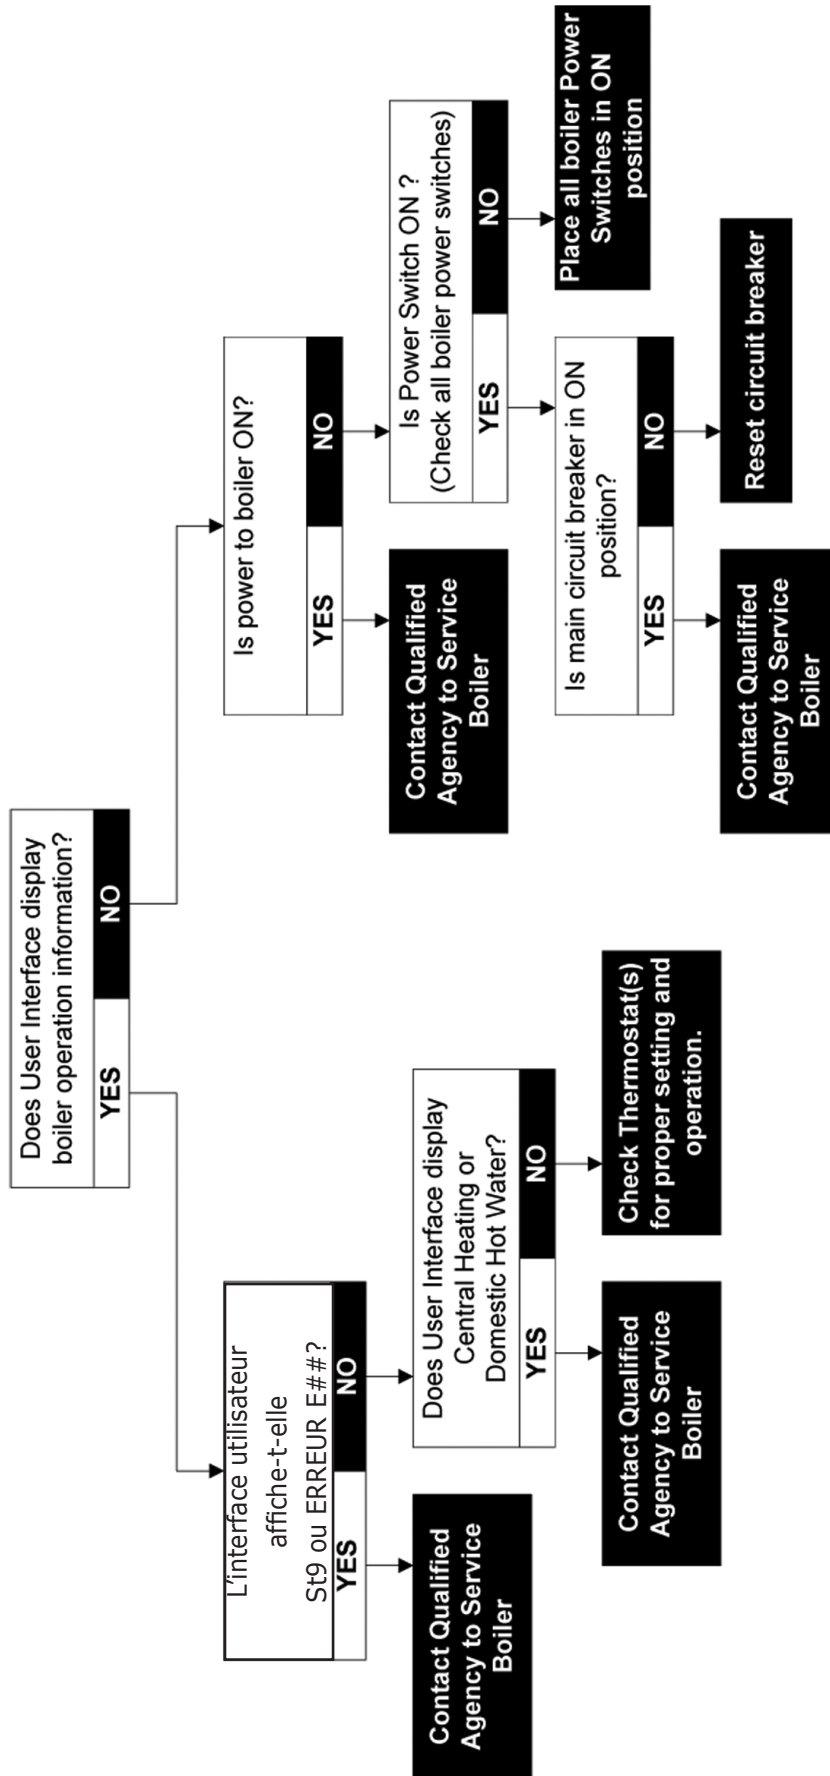 Does User Interface display
boiler operation information?
YES
NO
L'interface utilisateur
affiche-t-elle
St9 ou ERREUR E##?
YES
NO
Contact Qualified
Agency to Service
Boiler
Does User Interface display
Central Heating or
Domestic Hot Water?
YES
NO
Contact Qualified
Agency to Service
Boiler
Check Thermostat(s)
for proper setting and
operation.
Is power to boiler ON?
YES
NO
Contact Qualified
Agency to Service
Boiler
Is Power Switch ON ?
(Check all boiler power switches)
YES
NO
Is main circuit breaker in ON
position?
YES
NO
Place all boiler Power
Switches in ON
position
Contact Qualified
Agency to Service
Boiler
Reset circuit breaker